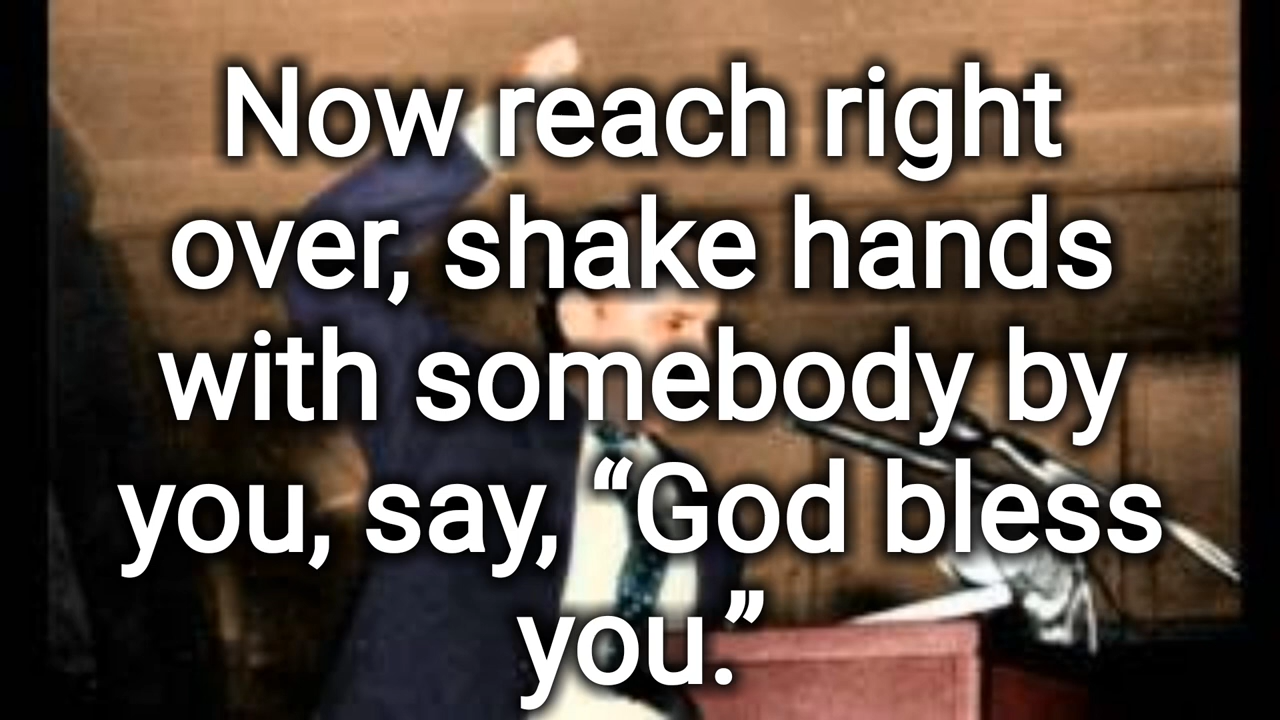 Now reach right
over, shake hands
with somebody by
you, say, “God bless
you.”